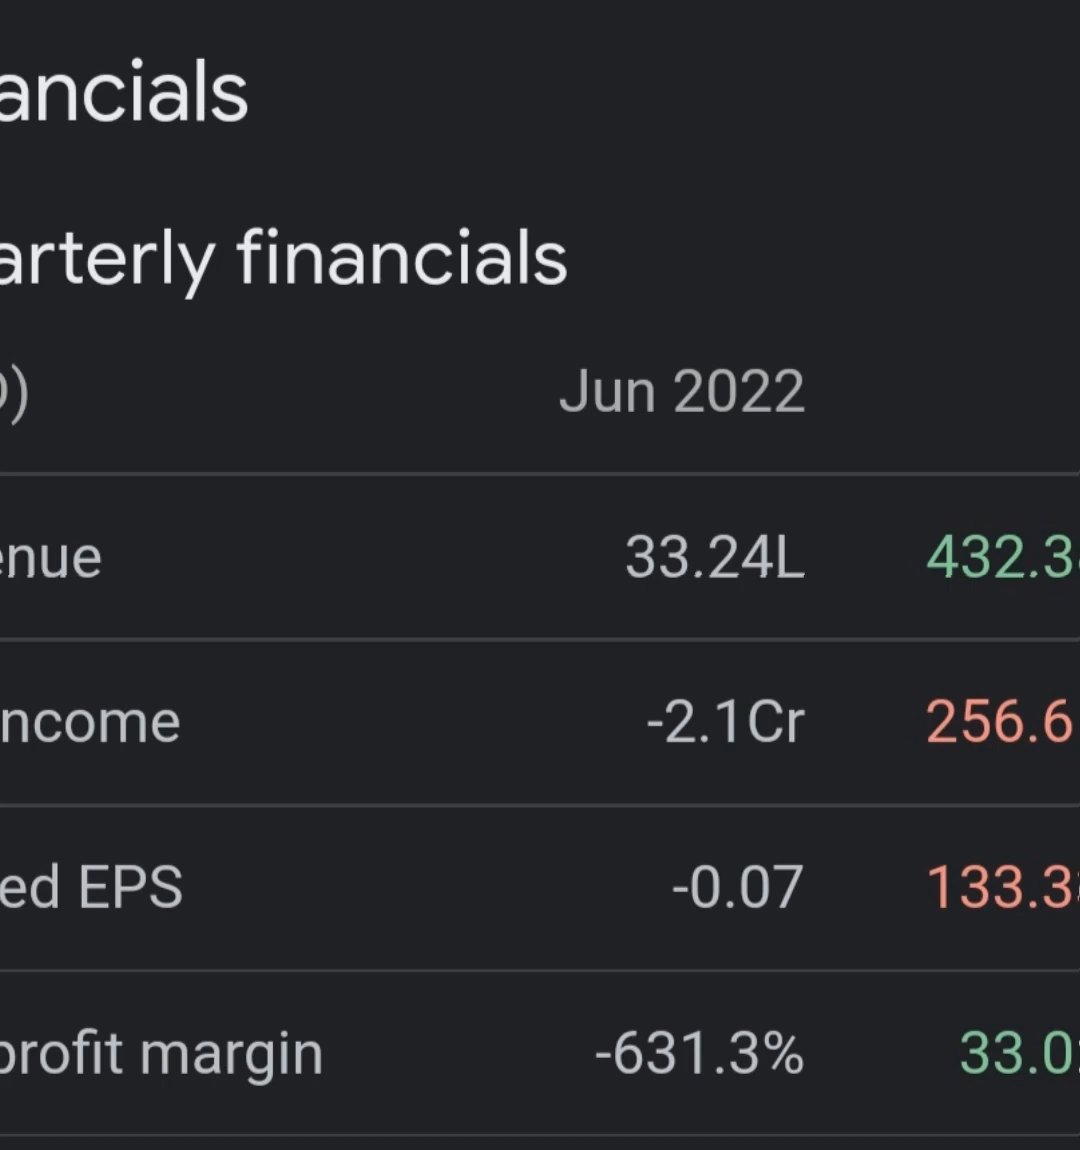 ancials
arterly financials
) Jun 2022
enue 33.24L 432.3
ncome -2.1Cr 256.6
ed EPS -0.07 133.3
profit margin -631.3% 33.0